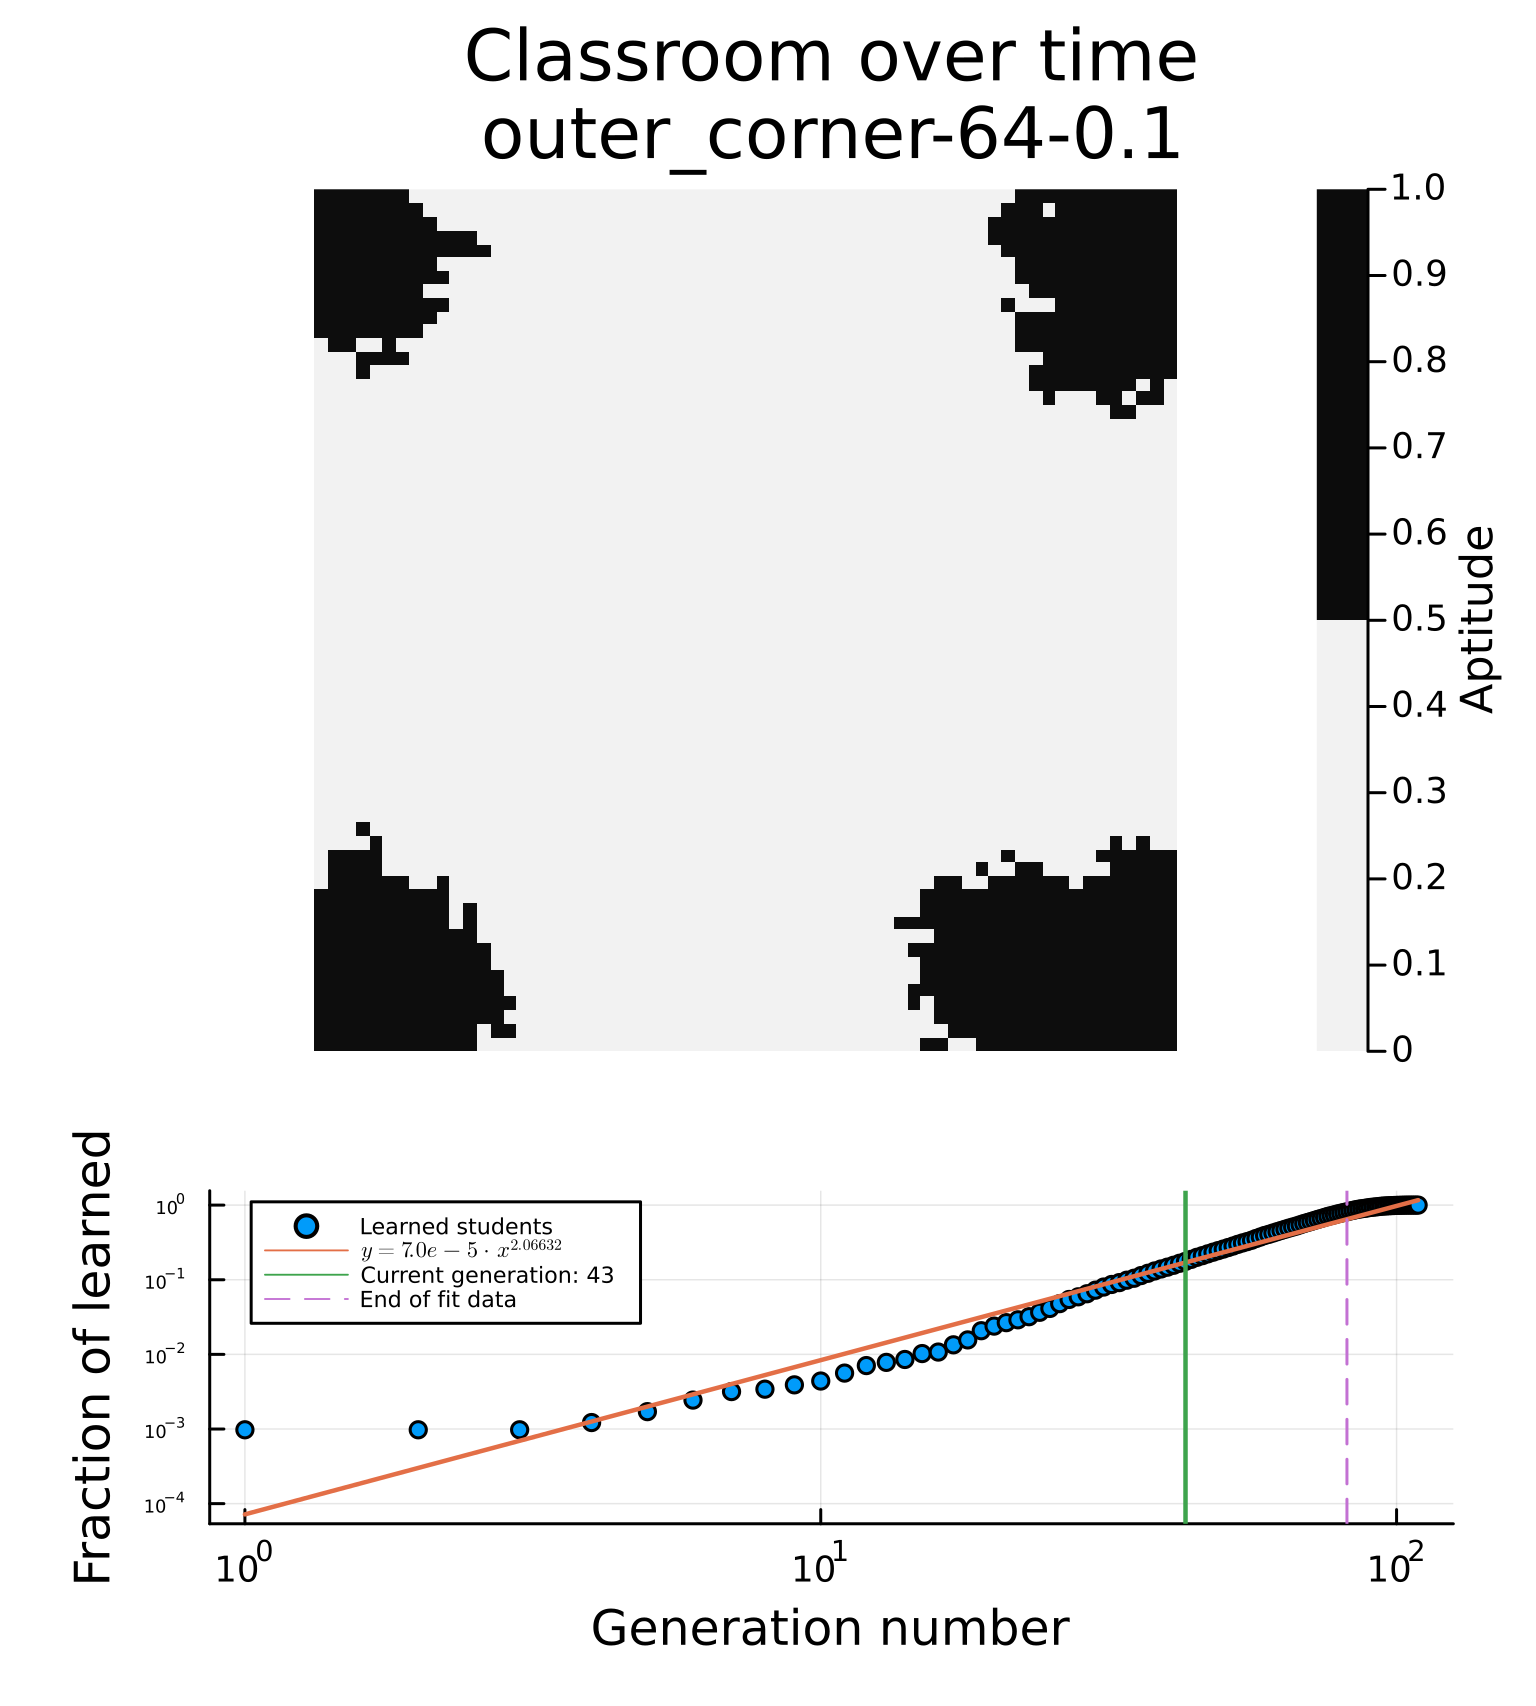 Classroom over time
outer_corner-64-0.1
1.0
0.9
0.8
0.7
0.6
0.5
0.4
0.3
0.2
0.1
0
Aptitude
Fraction of learned
10⁰
10⁻¹
10⁻²
10⁻³
10⁻⁴
Learned students
y = 7.0e − 5 · x^2.06632
Current generation: 43
End of fit data
10⁰
10¹
10²
Generation number